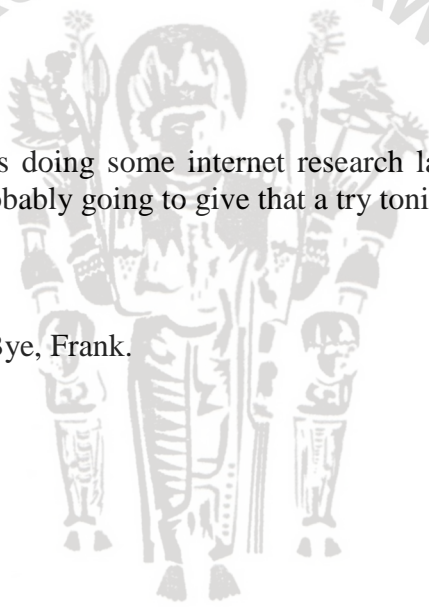 s doing some internet research la
obably going to give that a try toni
Bye, Frank.